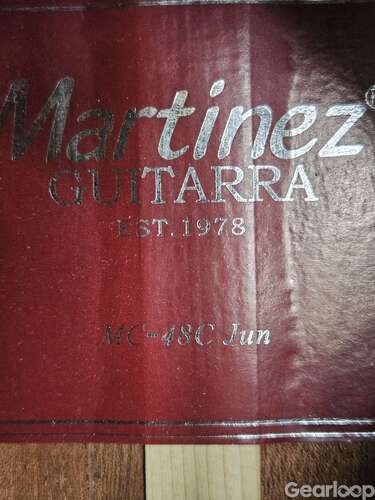 Martinez®
GUITARRA
EST. 1978
MC-48C Jun
Gearloop